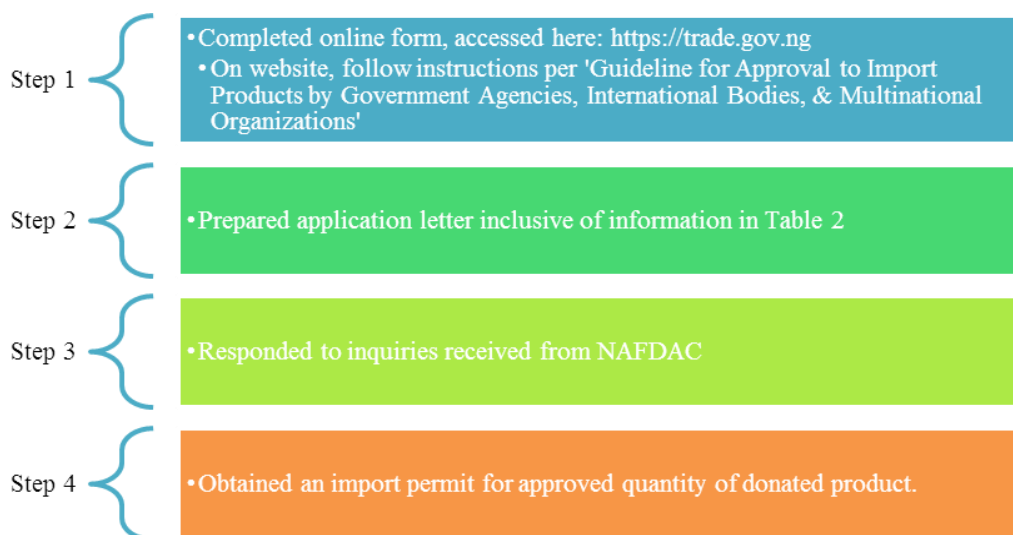 Step 1
•Completed online form, accessed here: https://trade.gov.ng
•On website, follow instructions per 'Guideline for Approval to Import
Products by Government Agencies, International Bodies, & Multinational
Organizations'
Step 2
•Prepared application letter inclusive of information in Table 2
Step 3
•Responded to inquiries received from NAFDAC
Step 4
•Obtained an import permit for approved quantity of donated product.